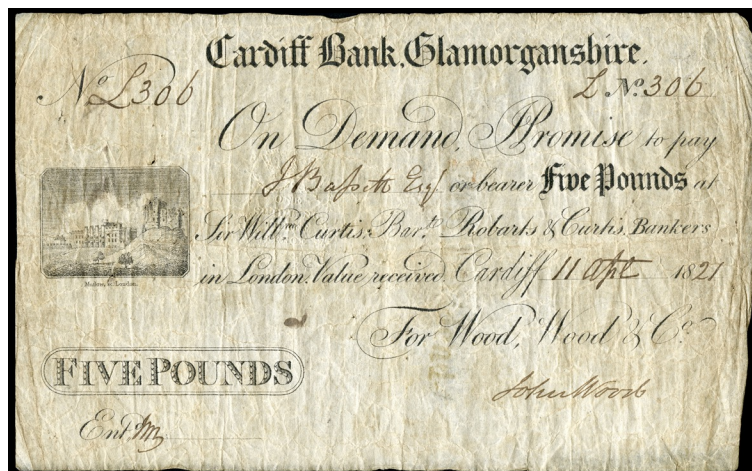 Cardiff Bank, Glamorganshire.
No L306
L No. 306
On Demand, I Promise to pay
J Bassett Esqr or bearer Five Pounds at
Sir Willm. Curtis, Bart. Robarts & Curtis, Bankers
in London. Value received. Cardiff 11 Apl 1821
For Wood, Wood & Co.
FIVE POUNDS
John Wood
Entd.